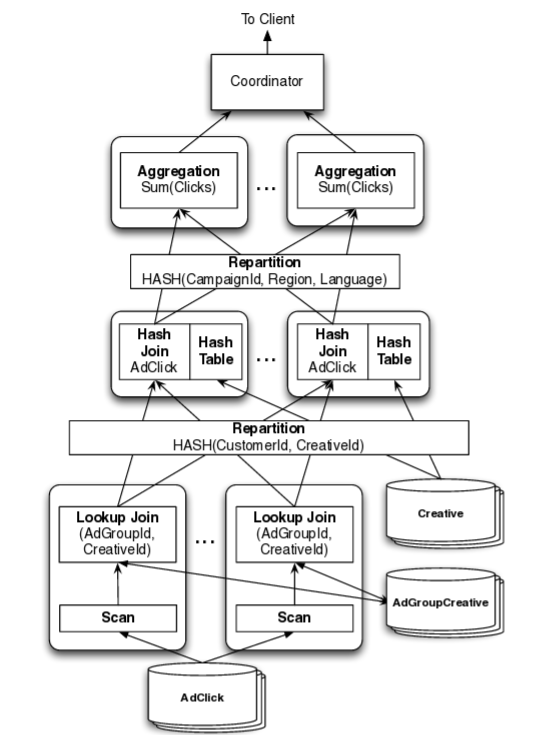 To Client
Coordinator
Aggregation
Sum(Clicks)
...
Aggregation
Sum(Clicks)
Repartition
HASH(CampaignId, Region, Language)
Hash
Join
AdClick
Hash
Table
...
Hash
Join
AdClick
Hash
Table
Repartition
HASH(CustomerId, CreativeId)
Lookup Join
(AdGroupId,
CreativeId)
...
Lookup Join
(AdGroupId,
CreativeId)
Creative
AdGroupCreative
Scan
Scan
AdClick